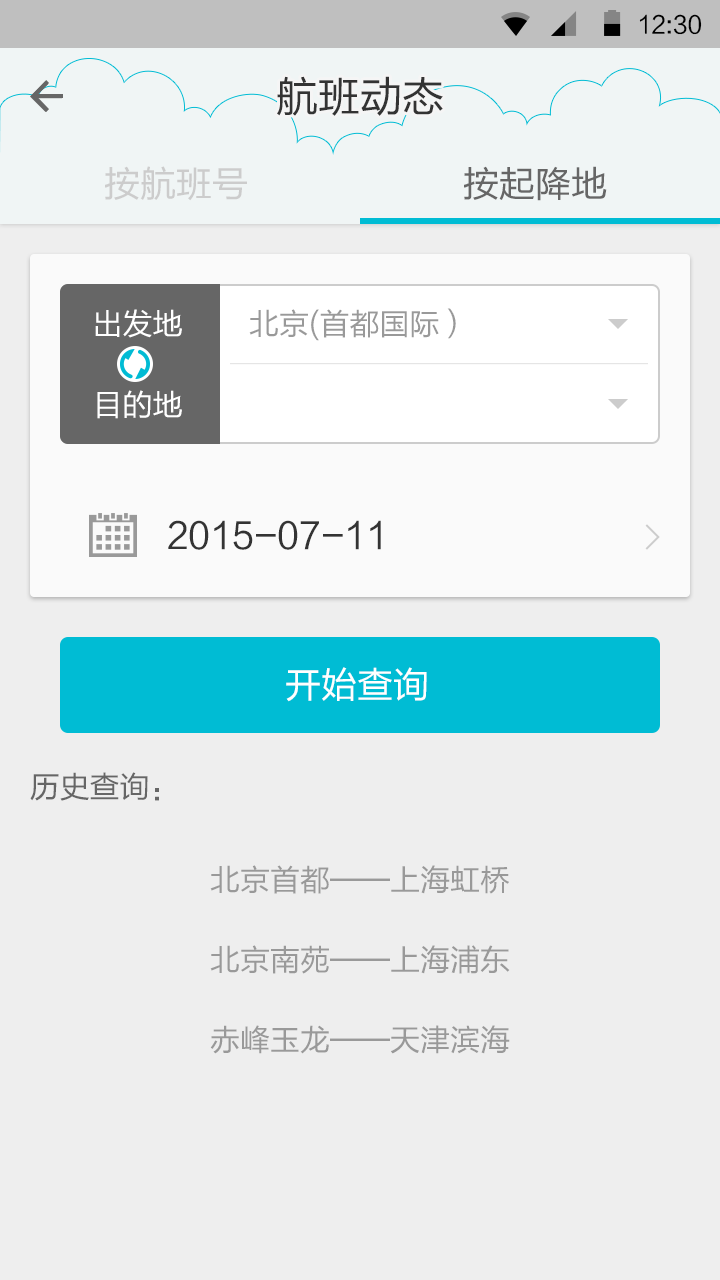 12:30
航班动态
按航班号
按起降地
出发地
北京(首都国际 )
目的地
2015-07-11
开始查询
历史查询：
北京首都——上海虹桥
北京南苑——上海浦东
赤峰玉龙——天津滨海